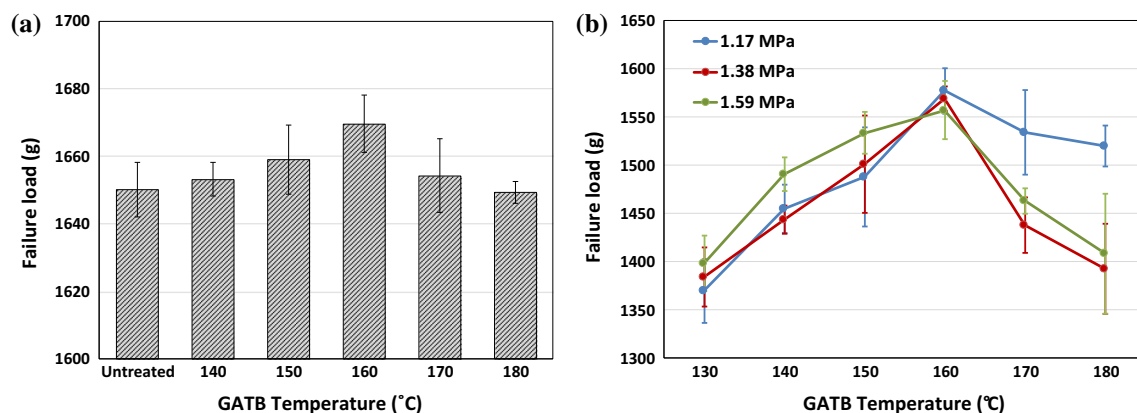 (a)
1700
1680
1660
1640
1620
1600
Failure load (g)
Untreated 140 150 160 170 180
GATB Temperature (˚C)
(b)
1650
1600
1550
1500
1450
1400
1350
1300
Failure load (g)
1.17 MPa
1.38 MPa
1.59 MPa
130 140 150 160 170 180
GATB Temperature (℃)